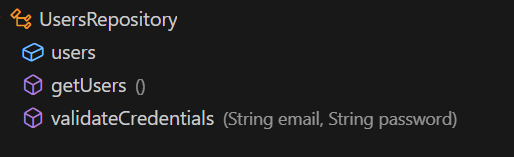 UsersRepository
users
getUsers ()
validateCredentials (String email, String password)